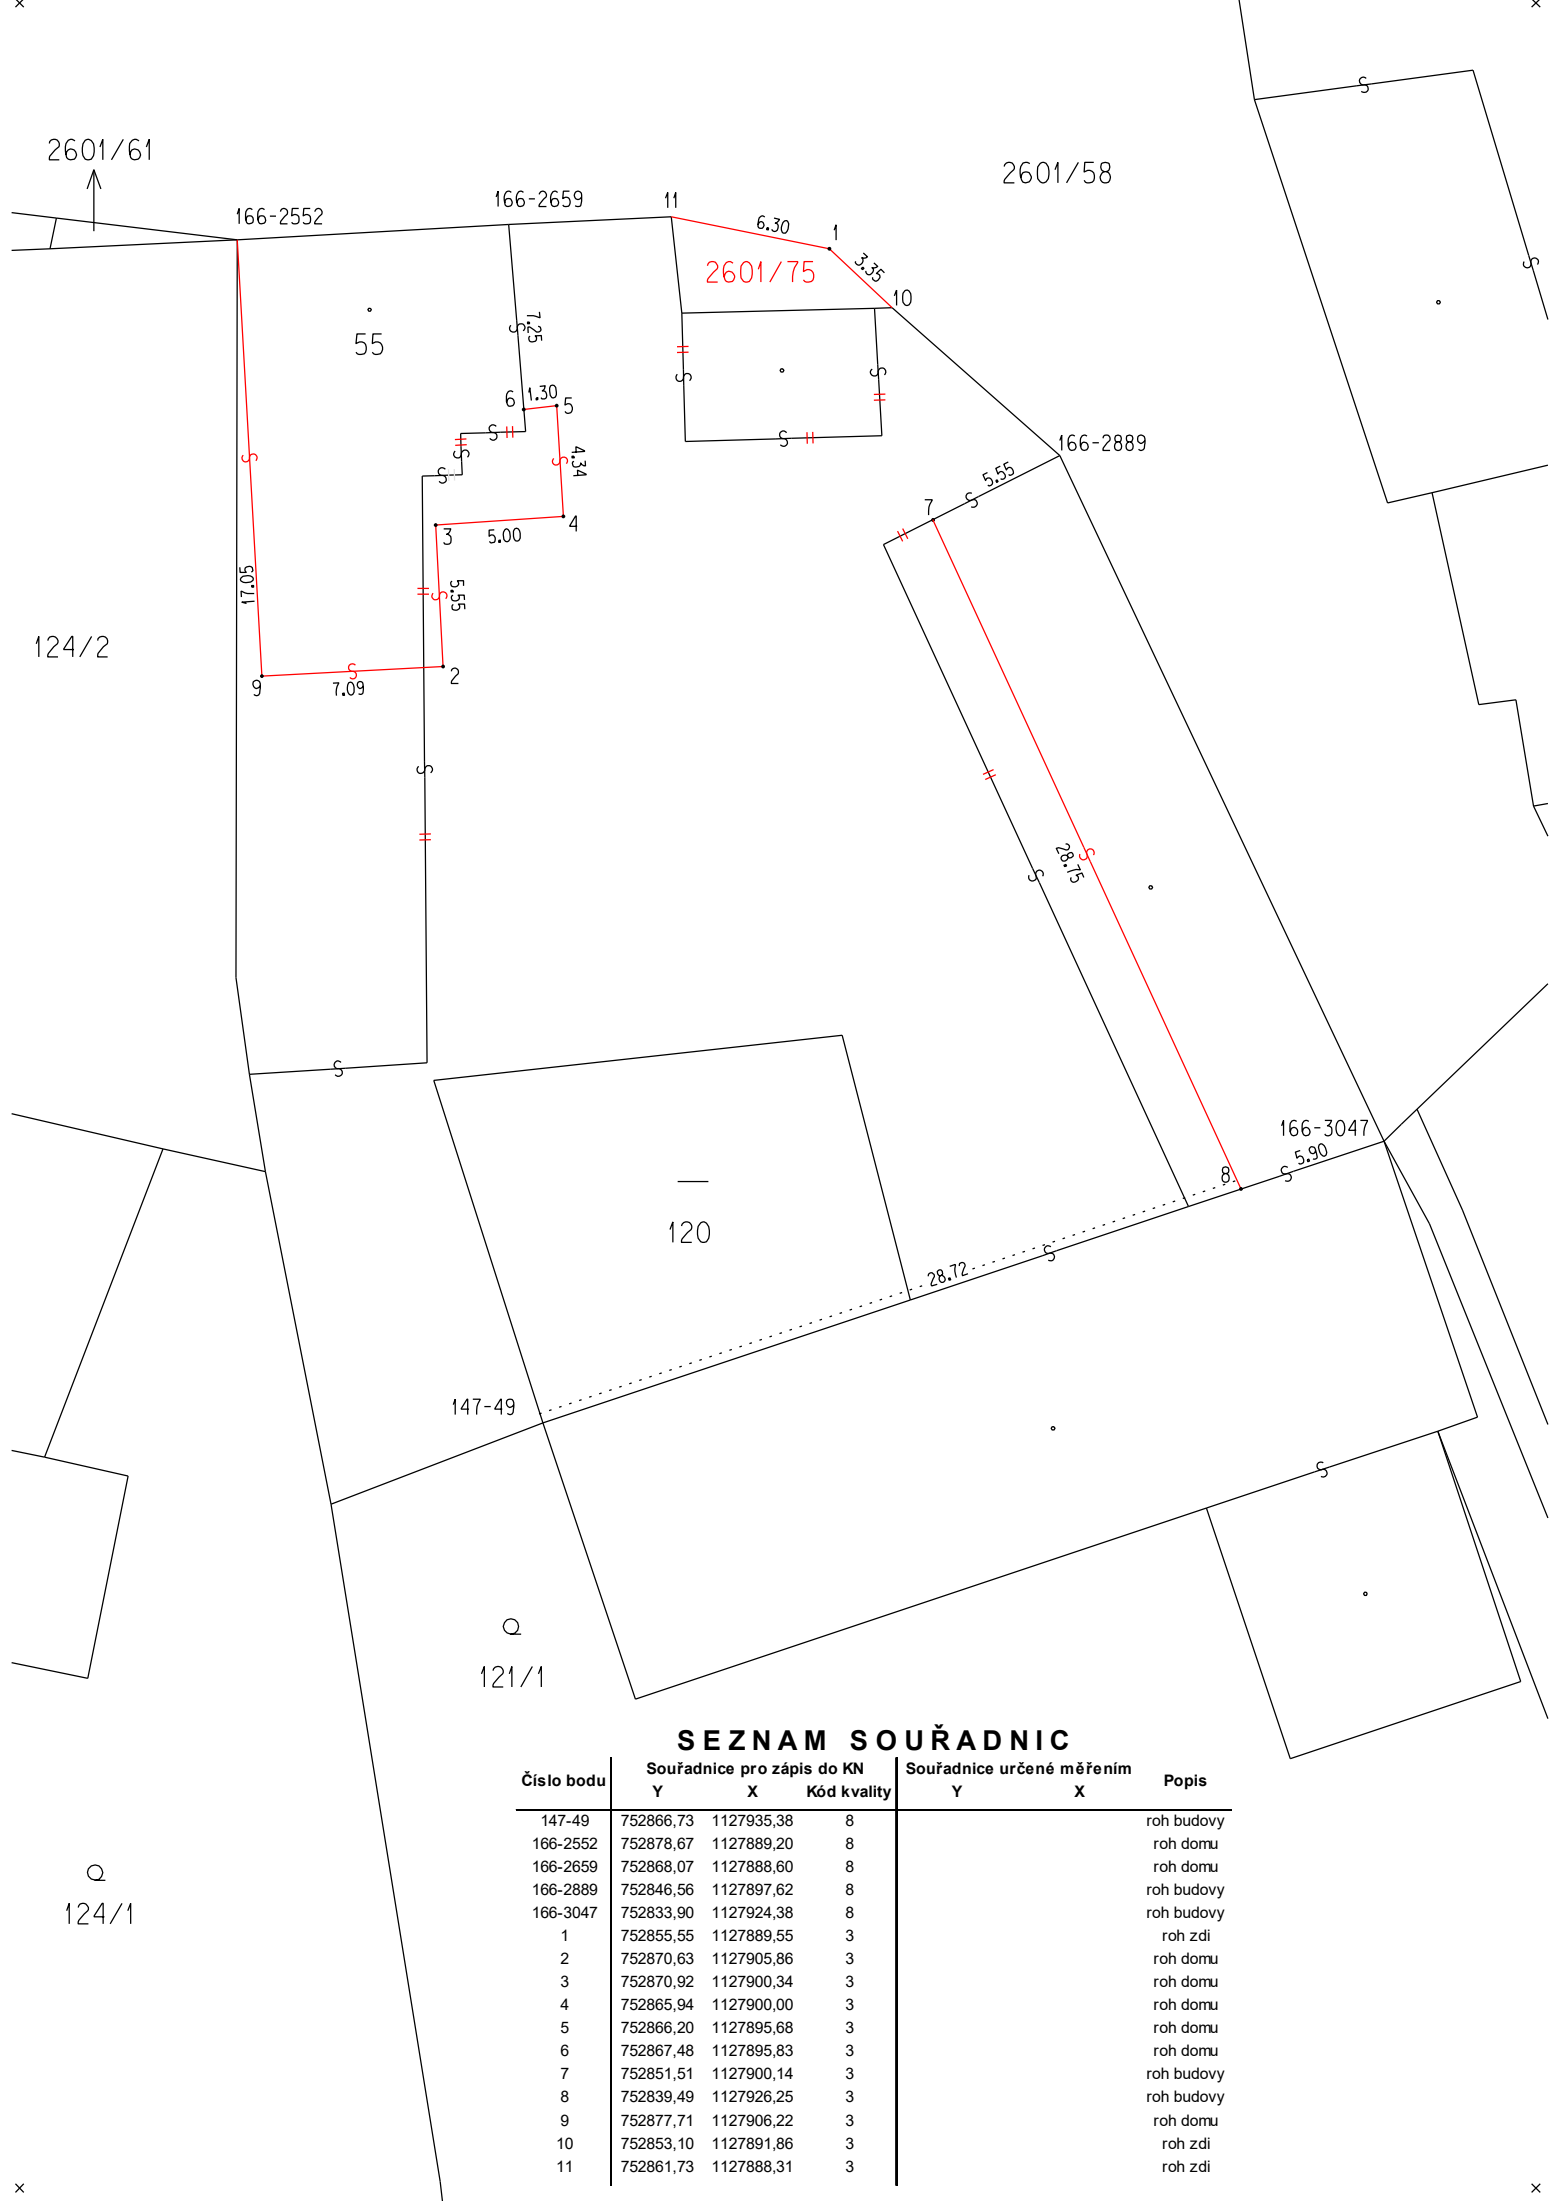 2601/61
2601/58
166-2552
166-2659
11
6.30
1
3.35
2601/75
10
55
7.25
6
1.30
5
4.34
166-2889
5.55
7
3
5.00
4
17.05
5.55
124/2
9
7.09
2
28.75
166-3047
5.90
8
120
28.72
147-49
121/1
124/1
SEZNAM SOUŘADNIC
Číslo bodu Souřadnice pro zápis do KN Souřadnice určené měřením Popis
Y X Kód kvality Y X
147-49 752866,73 1127935,38 8 roh budovy
166-2552 752878,67 1127889,20 8 roh domu
166-2659 752868,07 1127888,60 8 roh domu
166-2889 752846,56 1127897,62 8 roh budovy
166-3047 752833,90 1127924,38 8 roh budovy
1 752855,55 1127889,55 3 roh zdi
2 752870,63 1127905,86 3 roh domu
3 752870,92 1127900,34 3 roh domu
4 752865,94 1127900,00 3 roh domu
5 752866,20 1127895,68 3 roh domu
6 752867,48 1127895,83 3 roh domu
7 752851,51 1127900,14 3 roh budovy
8 752839,49 1127926,25 3 roh budovy
9 752877,71 1127906,22 3 roh domu
10 752853,10 1127891,86 3 roh zdi
11 752861,73 1127888,31 3 roh zdi